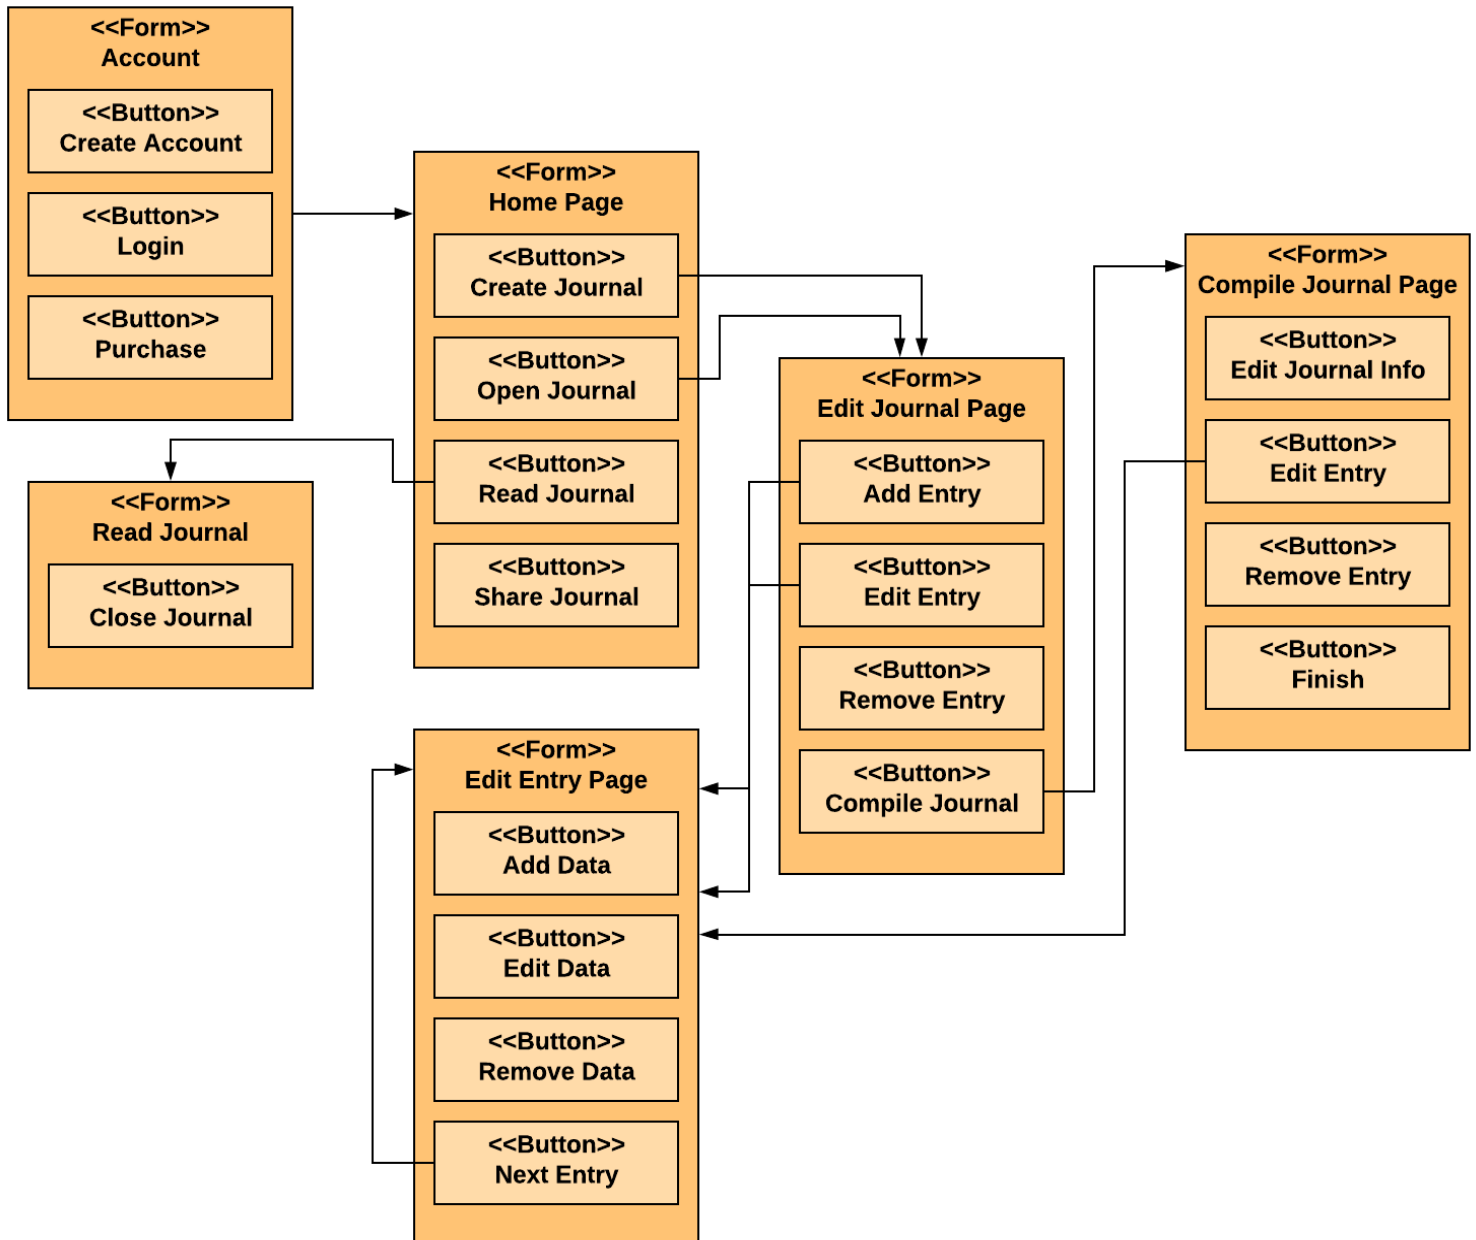 <<Form>>
Account
<<Button>>
Create Account
<<Button>>
Login
<<Button>>
Purchase
<<Form>>
Home Page
<<Button>>
Create Journal
<<Button>>
Open Journal
<<Button>>
Read Journal
<<Button>>
Share Journal
<<Form>>
Read Journal
<<Button>>
Close Journal
<<Form>>
Edit Journal Page
<<Button>>
Add Entry
<<Button>>
Edit Entry
<<Button>>
Remove Entry
<<Button>>
Compile Journal
<<Form>>
Compile Journal Page
<<Button>>
Edit Journal Info
<<Button>>
Edit Entry
<<Button>>
Remove Entry
<<Button>>
Finish
<<Form>>
Edit Entry Page
<<Button>>
Add Data
<<Button>>
Edit Data
<<Button>>
Remove Data
<<Button>>
Next Entry